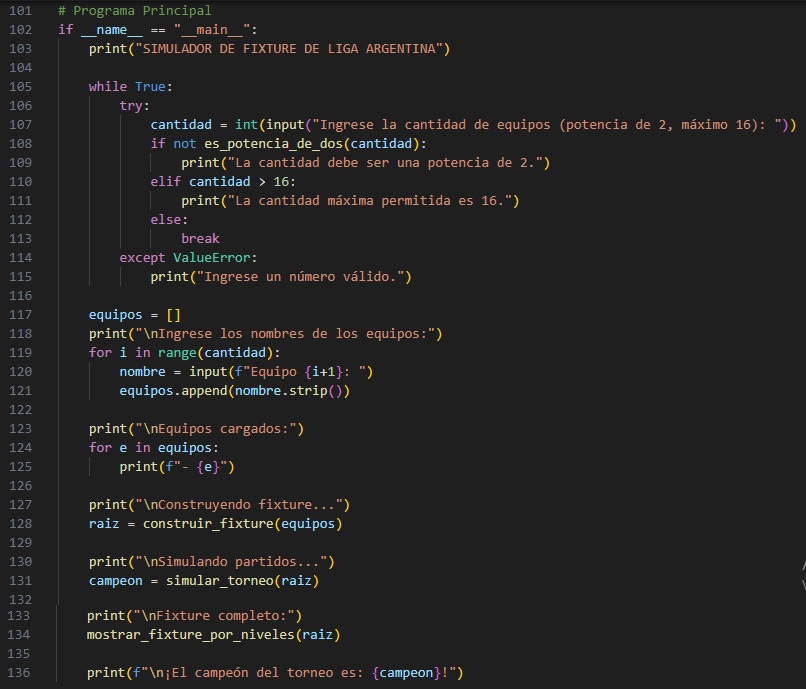 101 # Programa Principal
102 if __name__ == "__main__":
103     print("SIMULADOR DE FIXTURE DE LIGA ARGENTINA")
104
105     while True:
106         try:
107             cantidad = int(input("Ingrese la cantidad de equipos (potencia de 2, máximo 16): "))
108             if not es_potencia_de_dos(cantidad):
109                 print("La cantidad debe ser una potencia de 2.")
110             elif cantidad > 16:
111                 print("La cantidad máxima permitida es 16.")
112             else:
113                 break
114         except ValueError:
115             print("Ingrese un número válido.")
116
117     equipos = []
118     print("\nIngrese los nombres de los equipos:")
119     for i in range(cantidad):
120         nombre = input(f"Equipo {i+1}: ")
121         equipos.append(nombre.strip())
122
123     print("\nEquipos cargados:")
124     for e in equipos:
125         print(f"- {e}")
126
127     print("\nConstruyendo fixture...")
128     raiz = construir_fixture(equipos)
129
130     print("\nSimulando partidos...")
131     campeon = simular_torneo(raiz)
132
133     print("\nFixture completo:")
134     mostrar_fixture_por_niveles(raiz)
135
136     print(f"\n¡El campeón del torneo es: {campeon}!")